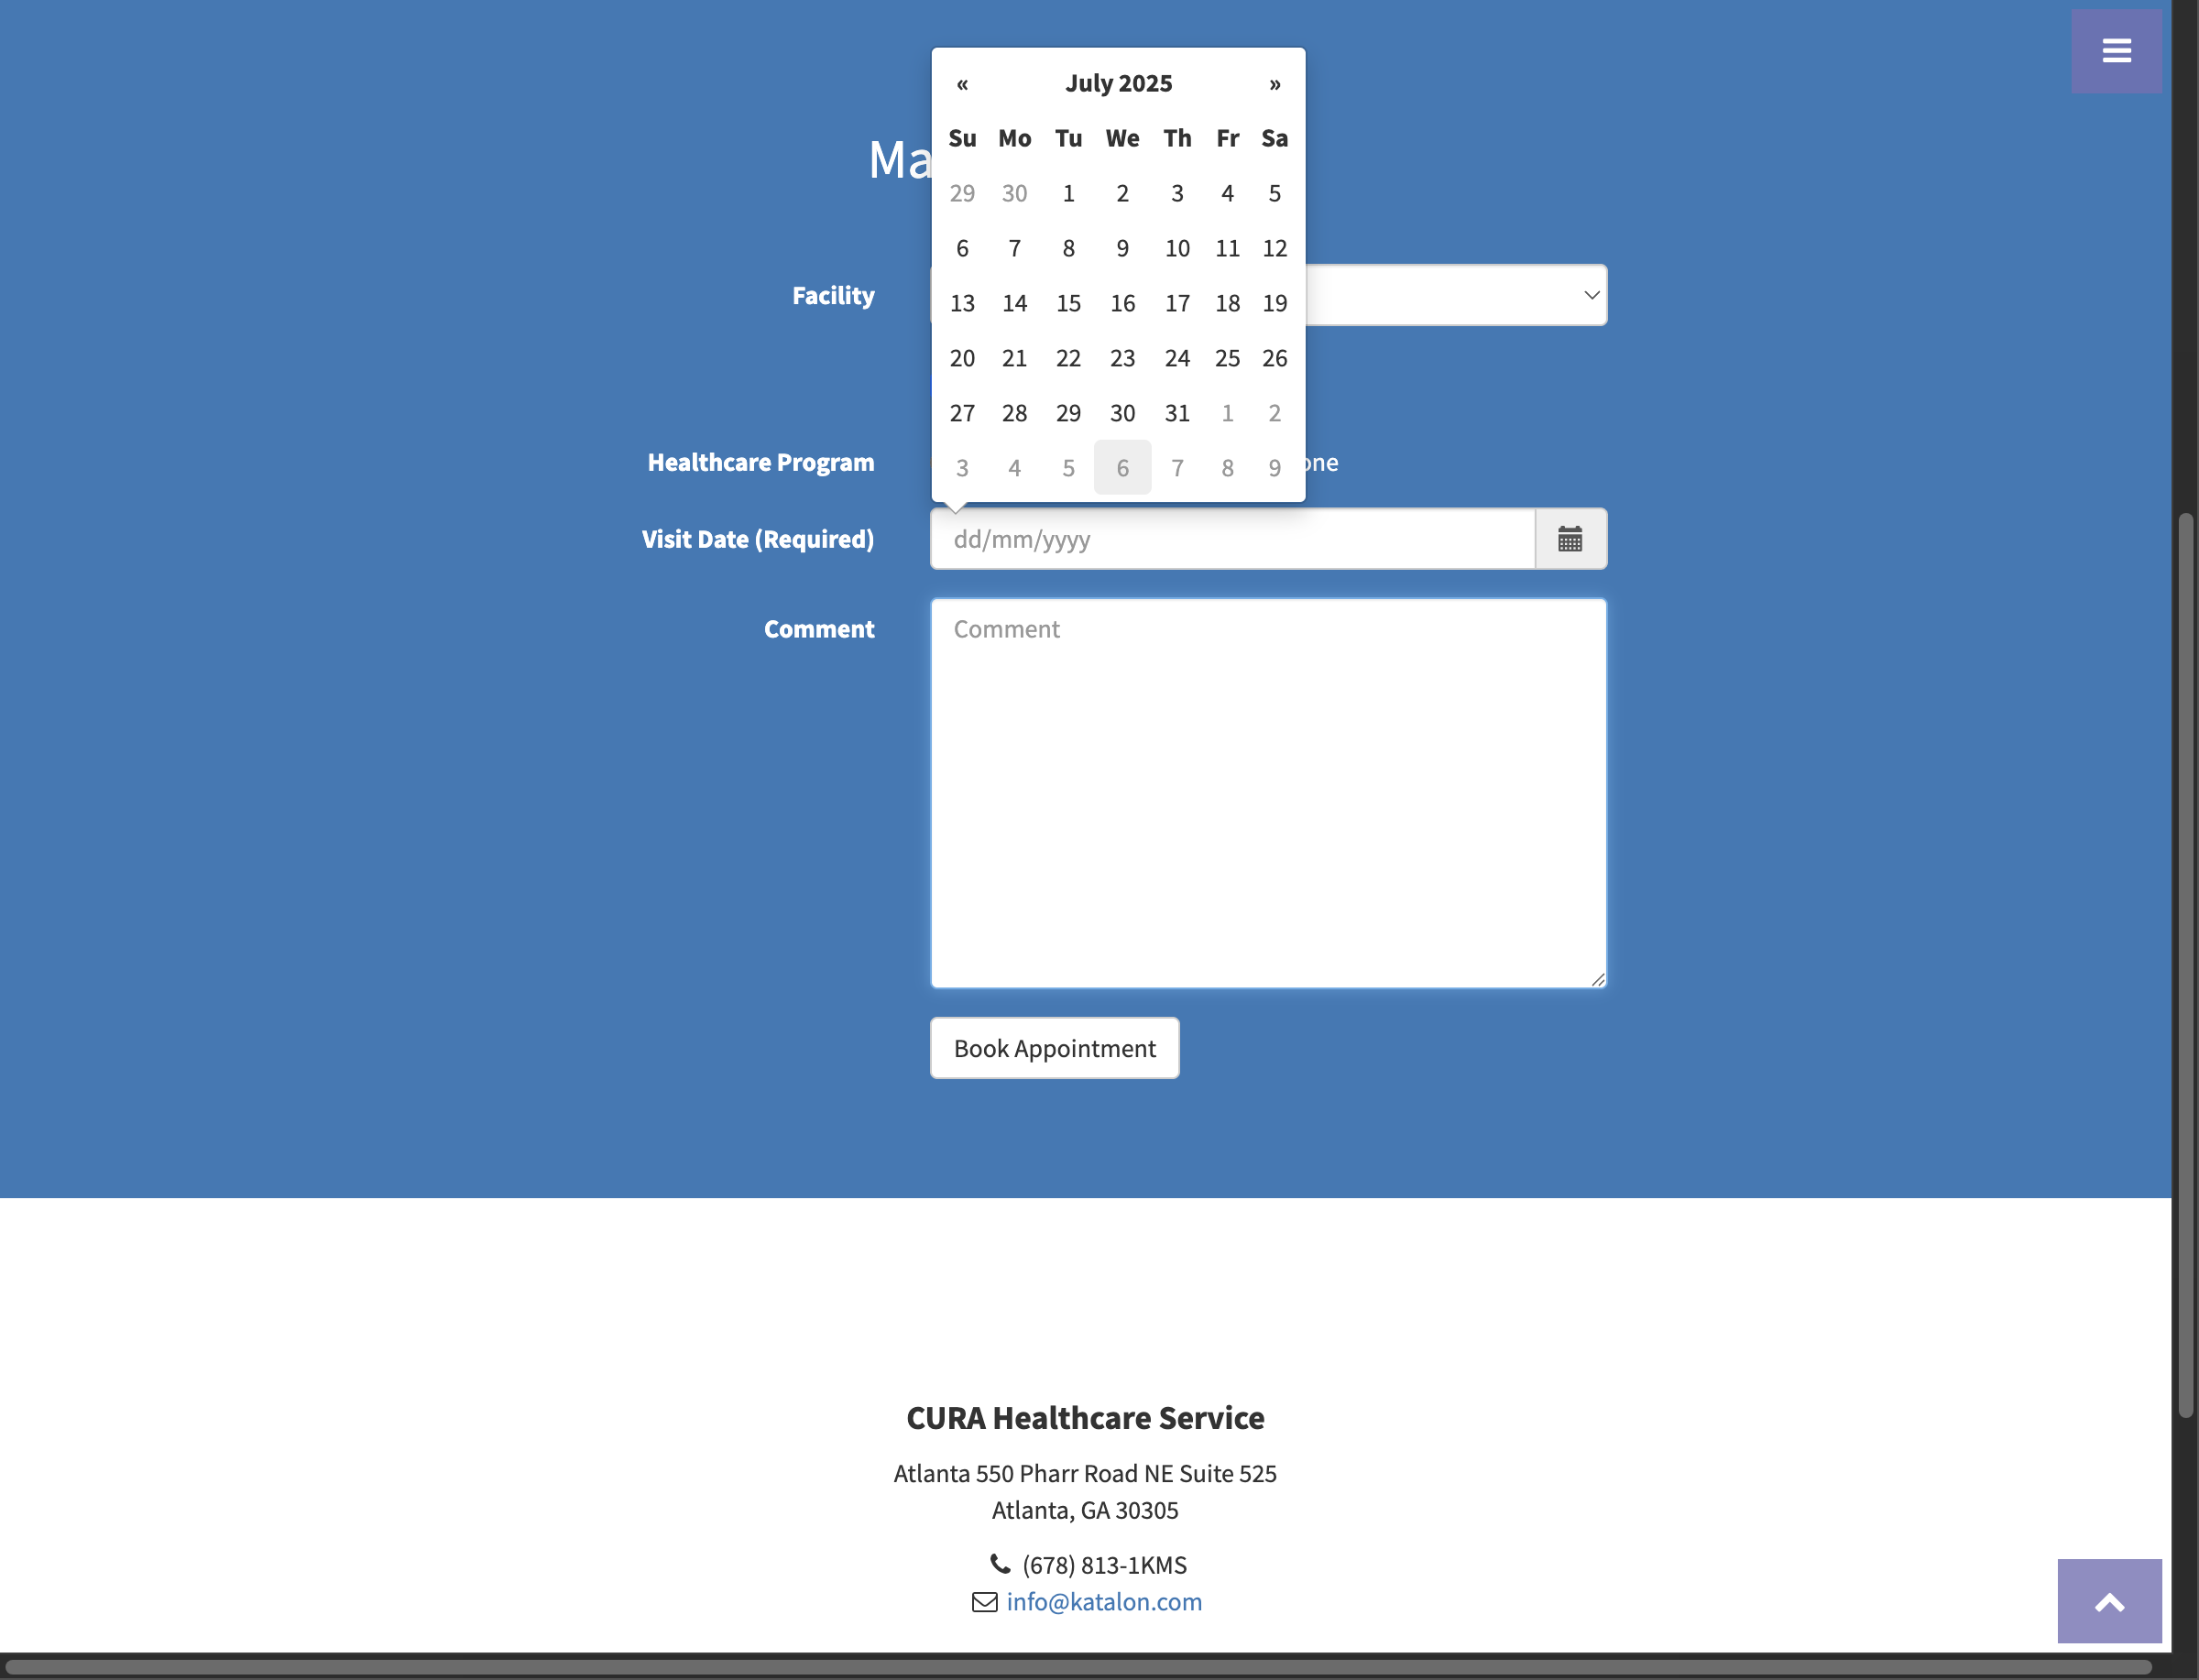 « July 2025 »
Su Mo Tu We Th Fr Sa
29 30 1 2 3 4 5
6 7 8 9 10 11 12
13 14 15 16 17 18 19
20 21 22 23 24 25 26
27 28 29 30 31 1 2
3 4 5 6 7 8 9
Facility
Healthcare Program
Visit Date (Required) dd/mm/yyyy
Comment Comment
Book Appointment
CURA Healthcare Service
Atlanta 550 Pharr Road NE Suite 525
Atlanta, GA 30305
(678) 813-1KMS
info@katalon.com